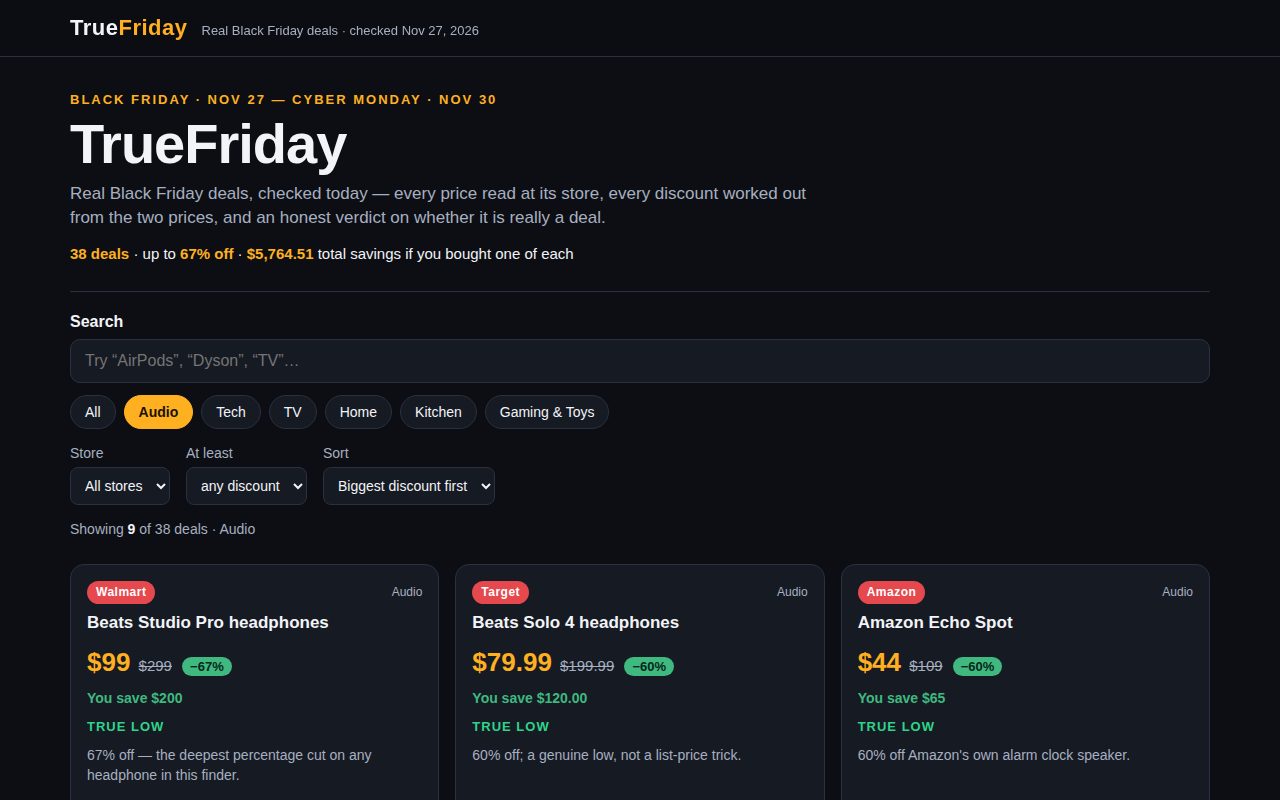 TrueFriday Real Black Friday deals · checked Nov 27, 2026
BLACK FRIDAY · NOV 27 — CYBER MONDAY · NOV 30
TrueFriday
Real Black Friday deals, checked today — every price read at its store, every discount worked out
from the two prices, and an honest verdict on whether it is really a deal.
38 deals · up to 67% off · $5,764.51 total savings if you bought one of each
Search
Try “AirPods”, “Dyson”, “TV”…
All Audio Tech TV Home Kitchen Gaming & Toys
Store At least Sort
All stores any discount Biggest discount first
Showing 9 of 38 deals · Audio
Walmart Audio
Beats Studio Pro headphones
$99 $299 −67%
You save $200
TRUE LOW
67% off — the deepest percentage cut on any
headphone in this finder.
Target Audio
Beats Solo 4 headphones
$79.99 $199.99 −60%
You save $120.00
TRUE LOW
60% off; a genuine low, not a list-price trick.
Amazon Audio
Amazon Echo Spot
$44 $109 −60%
You save $65
TRUE LOW
60% off Amazon's own alarm clock speaker.